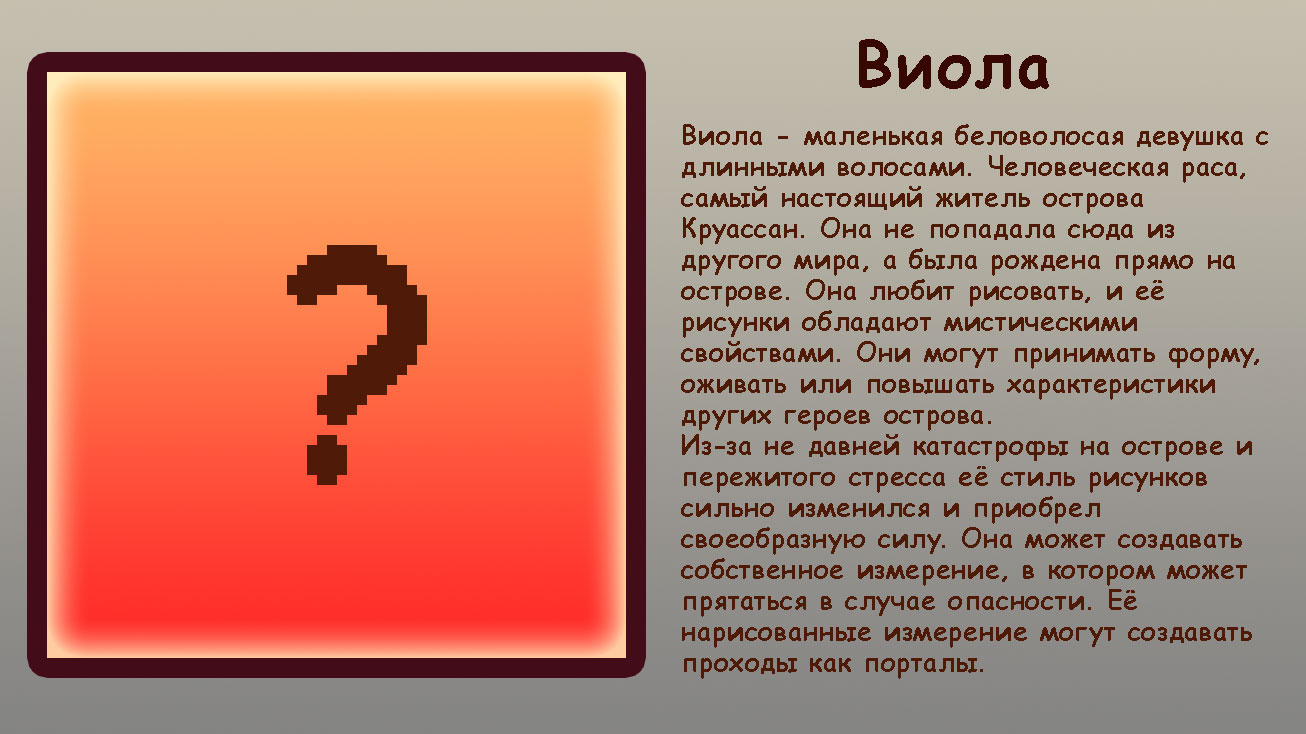 Виола
Виола - маленькая беловолосая девушка с
длинными волосами. Человеческая раса,
самый настоящий житель острова
Круассан. Она не попадала сюда из
другого мира, а была рождена прямо на
острове. Она любит рисовать, и её
рисунки обладают мистическими
свойствами. Они могут принимать форму,
оживать или повышать характеристики
других героев острова.
Из-за не давней катастрофы на острове и
пережитого стресса её стиль рисунков
сильно изменился и приобрел
своеобразную силу. Она может создавать
собственное измерение, в котором может
прятаться в случае опасности. Её
нарисованные измерение могут создавать
проходы как порталы.
?